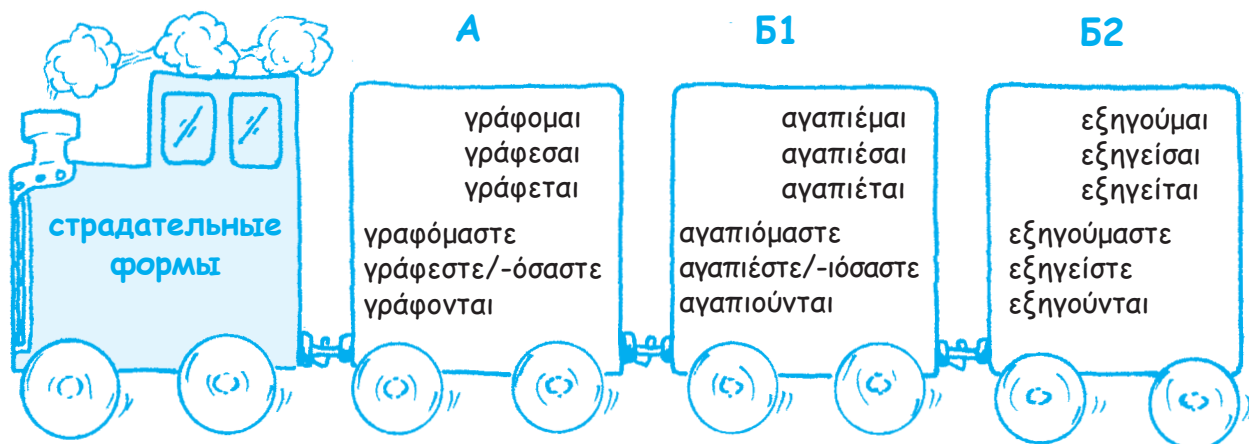 А
Б1
Б2
страдательные
формы
γράφομαι
γράφεσαι
γράφεται
γραφόμαστε
γράφεστε/-όσαστε
γράφονται
αγαπιέμαι
αγαπιέσαι
αγαπιέται
αγαπιόμαστε
αγαπιέστε/-ιόσαστε
αγαπιούνται
εξηγούμαι
εξηγείσαι
εξηγείται
εξηγούμαστε
εξηγείστε
εξηγούνται